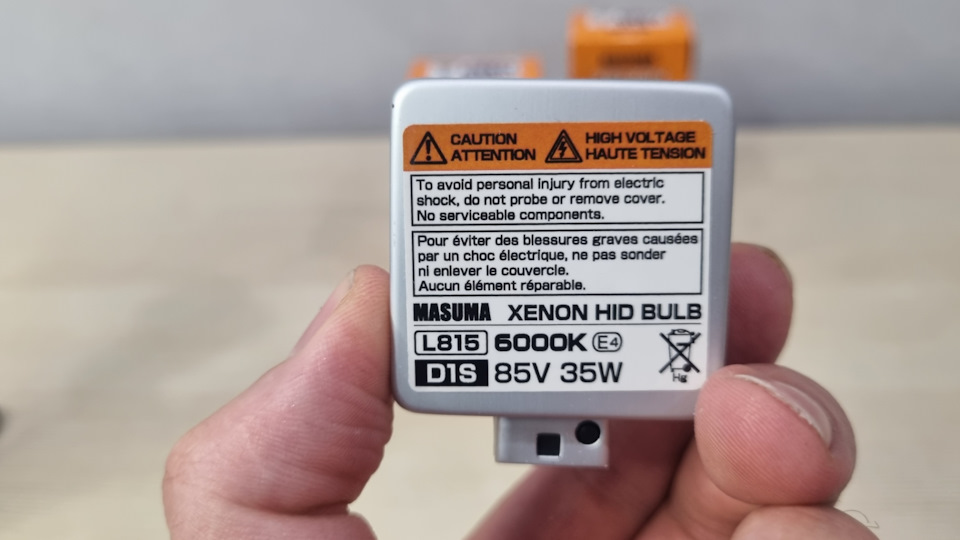 CAUTION
ATTENTION
HIGH VOLTAGE
HAUTE TENSION
To avoid personal injury from electric
shock, do not probe or remove cover.
No serviceable components.
Pour éviter des blessures graves causées
par un choc électrique, ne pas sonder
ni enlever le couvercle.
Aucun élément réparable.
MASUMA XENON HID BULB
L815 6000K E4
D1S 85V 35W
Hg